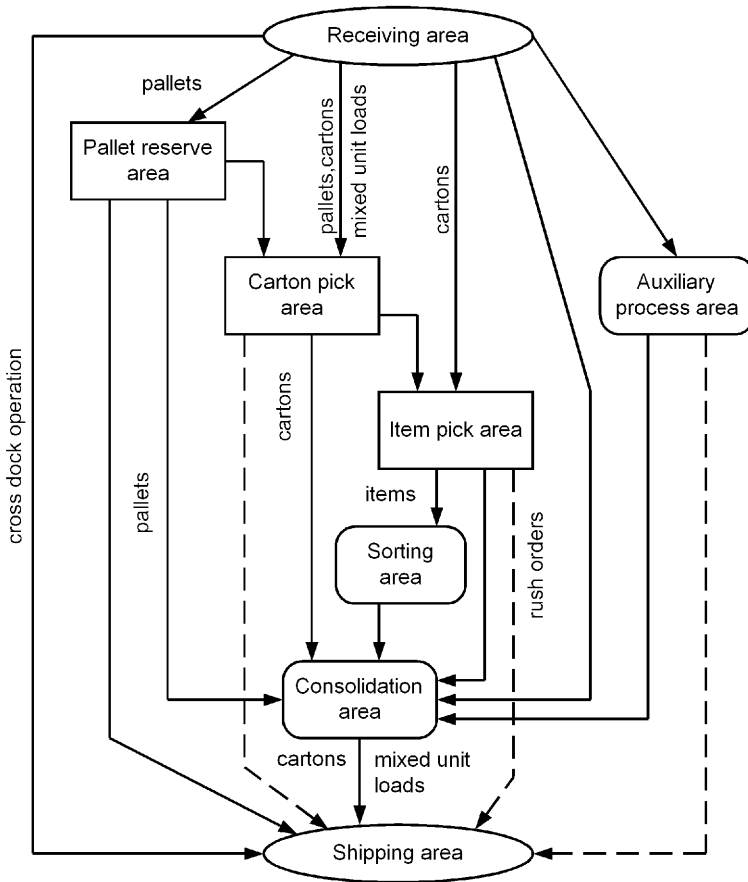 Receiving area
pallets
Pallet reserve
area
pallets,cartons
mixed unit loads
cartons
Carton pick
area
Auxiliary
process area
cross dock operation
pallets
cartons
Item pick area
items
rush orders
Sorting
area
Consolidation
area
cartons
mixed unit
loads
Shipping area